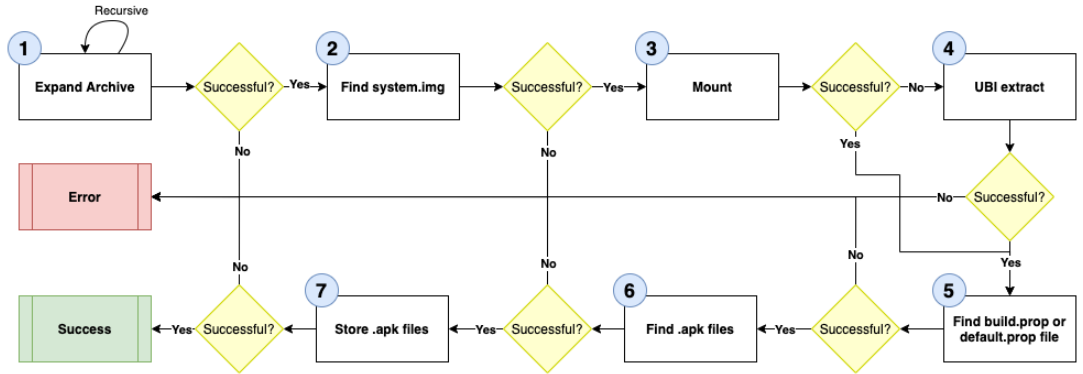 Recursive
1
Expand Archive
Successful?
Yes
2
Find system.img
Successful?
Yes
3
Mount
Successful?
No
4
UBI extract
No
No
Yes
Error
No
Successful?
No
No
No
Yes
Success
Yes
Successful?
7
Store .apk files
Yes
Successful?
6
Find .apk files
Yes
Successful?
5
Find build.prop or
default.prop file